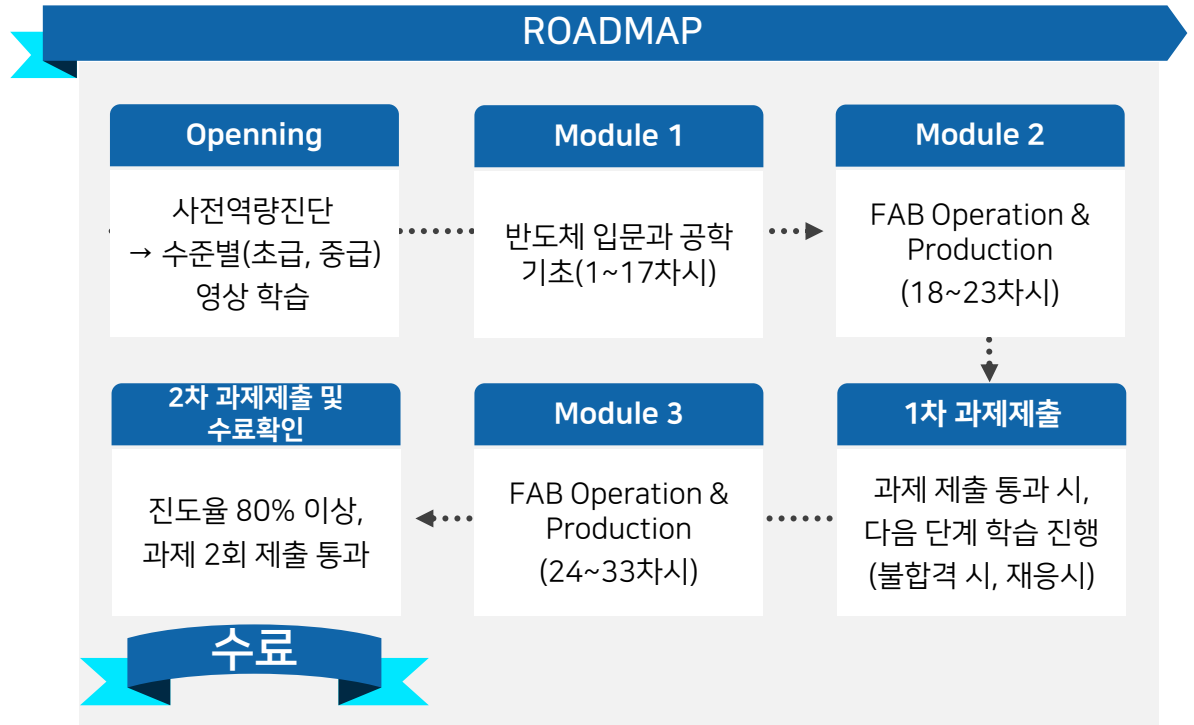 ROADMAP
Openning
사전역량진단
→ 수준별(초급, 중급)
영상 학습
Module 1
반도체 입문과 공학
기초(1~17차시)
Module 2
FAB Operation &
Production
(18~23차시)
1차 과제제출
과제 제출 통과 시,
다음 단계 학습 진행
(불합격 시, 재응시)
Module 3
FAB Operation &
Production
(24~33차시)
2차 과제제출 및
수료확인
진도율 80% 이상,
과제 2회 제출 통과
수료